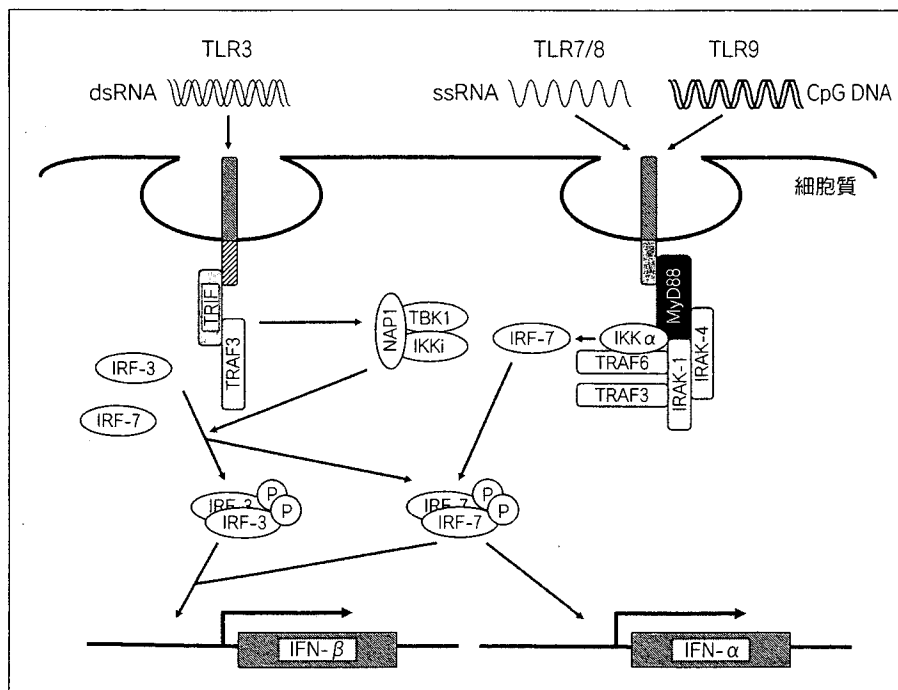 TLR3
TLR7/8
TLR9
dsRNA
ssRNA
CpG DNA
細胞質
TRIF
TRAF3
NAP1
TBK1
IKKi
IRF-3
IRF-7
IRF-7
IKKα
MyD88
TRAF6
TRAF3
IRAK-1
IRAK-4
P
P
IRF-3
IRF-3
P
P
IRF-7
IRF-7
IFN-β
IFN-α